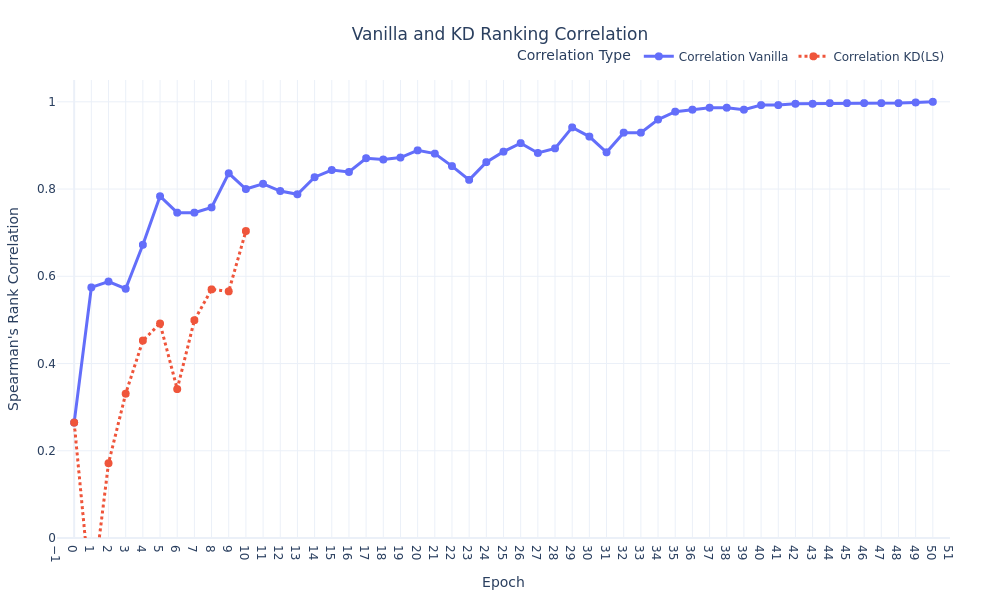 Vanilla and KD Ranking Correlation
Correlation Type Correlation Vanilla Correlation KD(LS)
1
0.8
0.6
0.4
0.2
0
Spearman's Rank Correlation
−1 0 1 2 3 4 5 6 7 8 9 10 11 12 13 14 15 16 17 18 19 20 21 22 23 24 25 26 27 28 29 30 31 32 33 34 35 36 37 38 39 40 41 42 43 44 45 46 47 48 49 50 51
Epoch